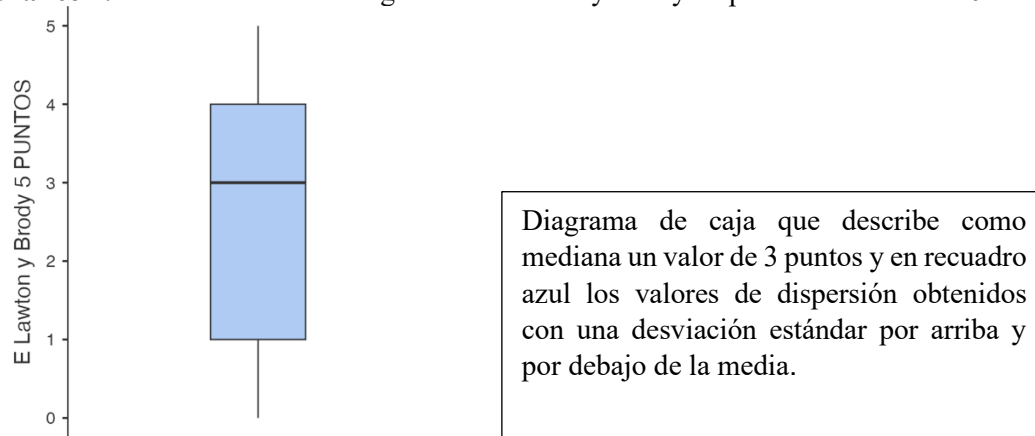 5
4
3
2
1
0
E Lawton y Brody 5 PUNTOS
Diagrama de caja que describe como
mediana un valor de 3 puntos y en recuadro
azul los valores de dispersión obtenidos
con una desviación estándar por arriba y
por debajo de la media.